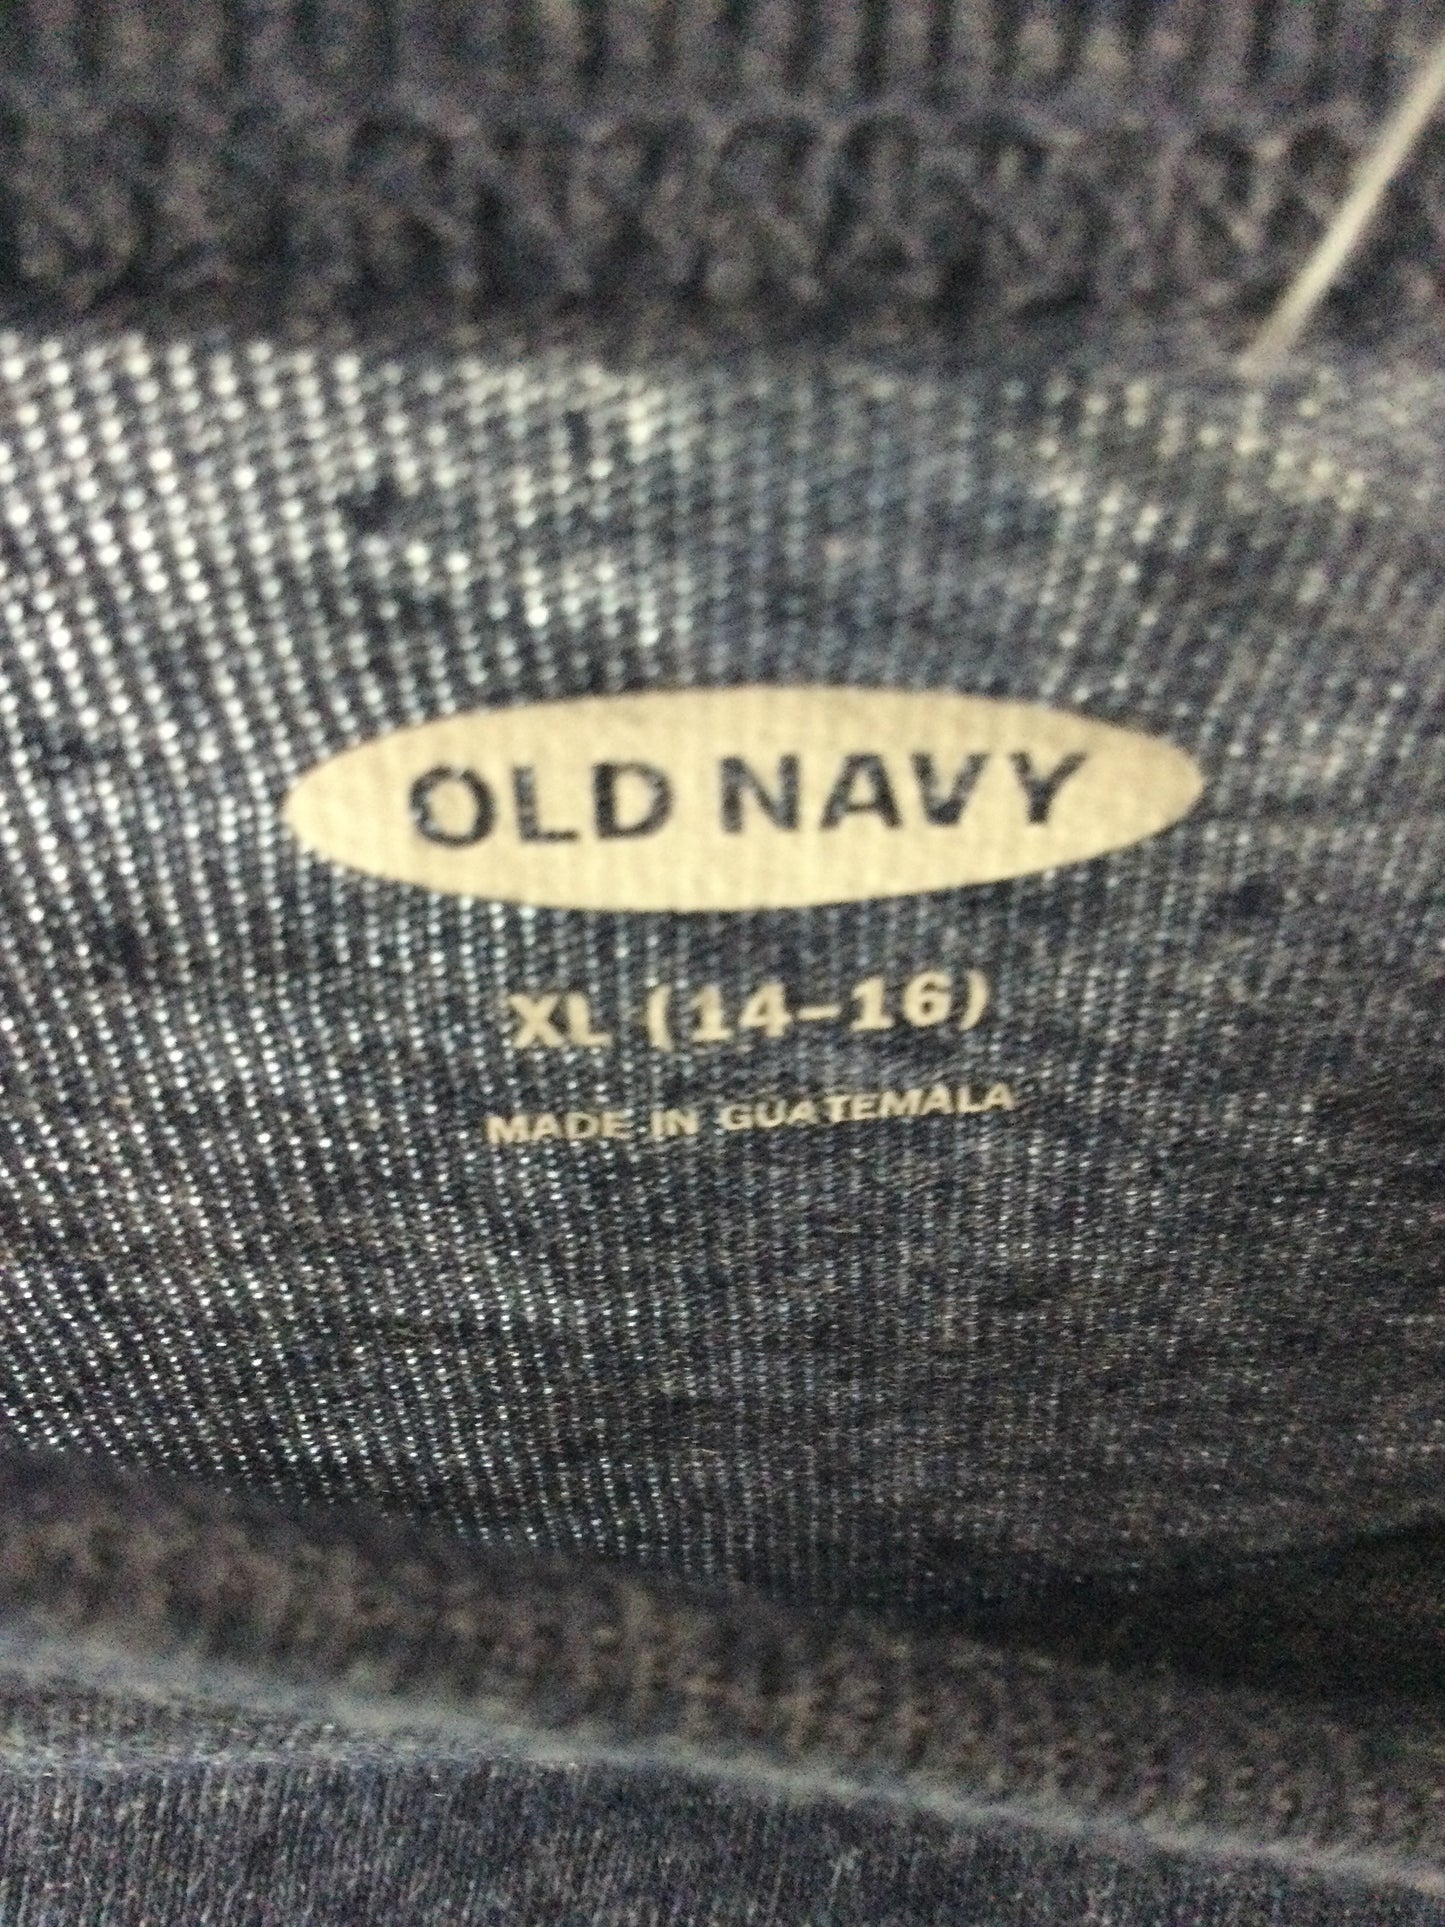 OLD NAVY
XL (14-16)
MADE IN GUATEMALA